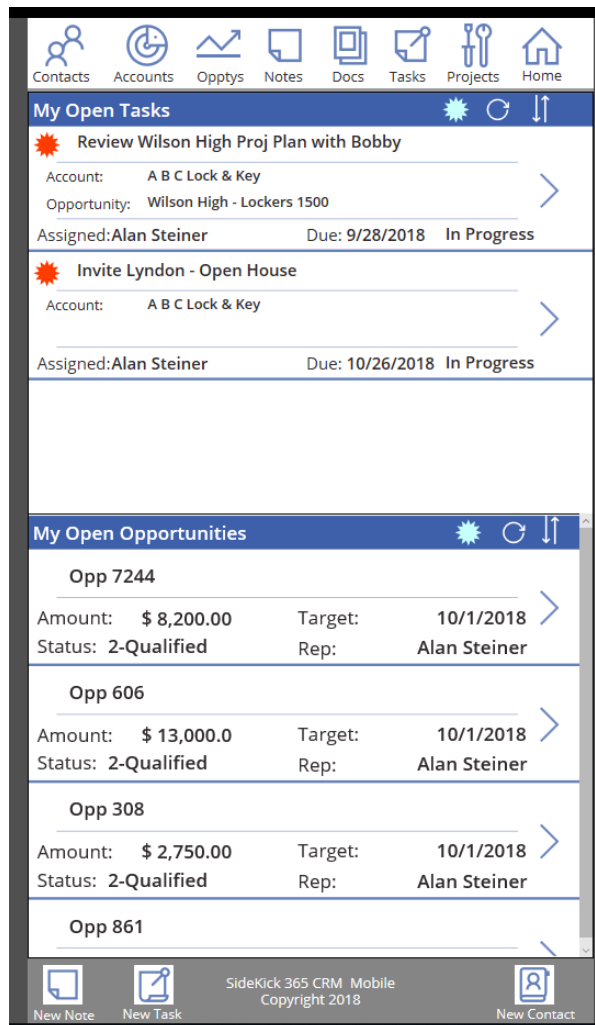 Contacts Accounts Opptys Notes Docs Tasks Projects Home
My Open Tasks
Review Wilson High Proj Plan with Bobby
Account: A B C Lock & Key
Opportunity: Wilson High - Lockers 1500
Assigned:Alan Steiner Due: 9/28/2018 In Progress
Invite Lyndon - Open House
Account: A B C Lock & Key
Assigned:Alan Steiner Due: 10/26/2018 In Progress
My Open Opportunities
Opp 7244
Amount: $ 8,200.00 Target: 10/1/2018
Status: 2-Qualified Rep: Alan Steiner
Opp 606
Amount: $ 13,000.0 Target: 10/1/2018
Status: 2-Qualified Rep: Alan Steiner
Opp 308
Amount: $ 2,750.00 Target: 10/1/2018
Status: 2-Qualified Rep: Alan Steiner
Opp 861
SideKick 365 CRM Mobile
Copyright 2018
New Note New Task New Contact